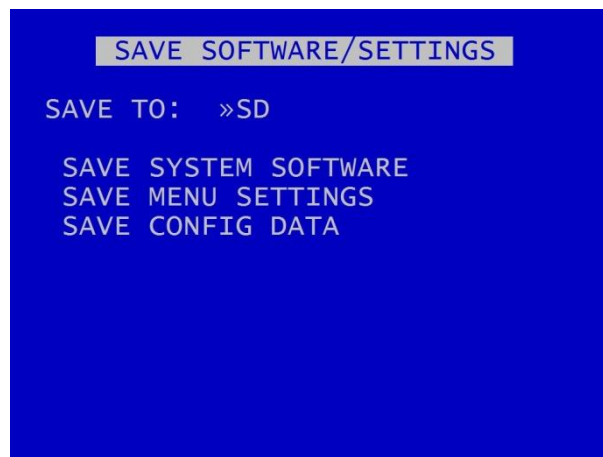 SAVE SOFTWARE/SETTINGS
SAVE TO: »SD
SAVE SYSTEM SOFTWARE
SAVE MENU SETTINGS
SAVE CONFIG DATA